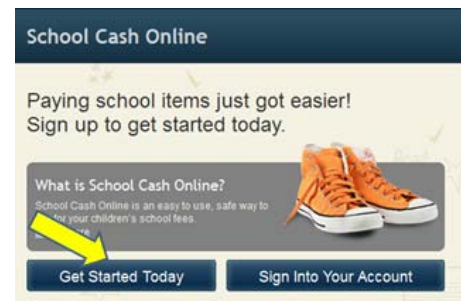 School Cash Online
Paying school items just got easier!
Sign up to get started today.
What is School Cash Online?
School Cash Online is an easy to use, safe way to
for your children's school fees.
Get Started Today
Sign Into Your Account